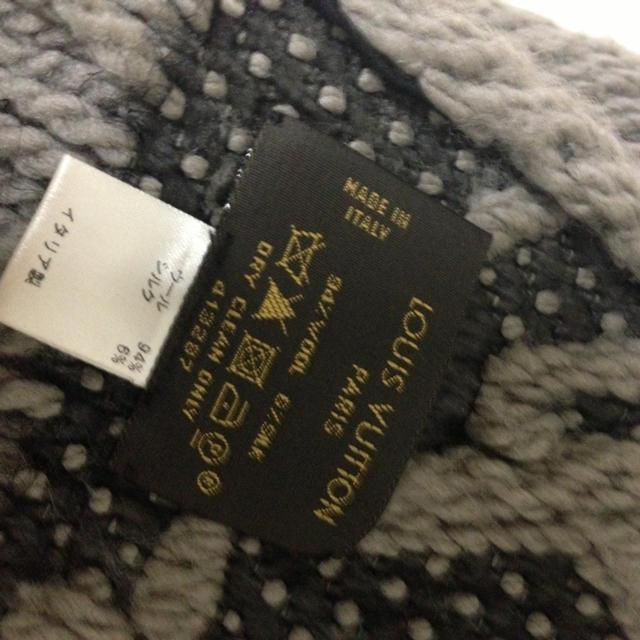 LOUIS VUITTON
PARIS
MADE IN
ITALY
94% WOOL 6% SILK
DRY CLEAN ONLY
ウール 94%
シルク 6%
イタリア製